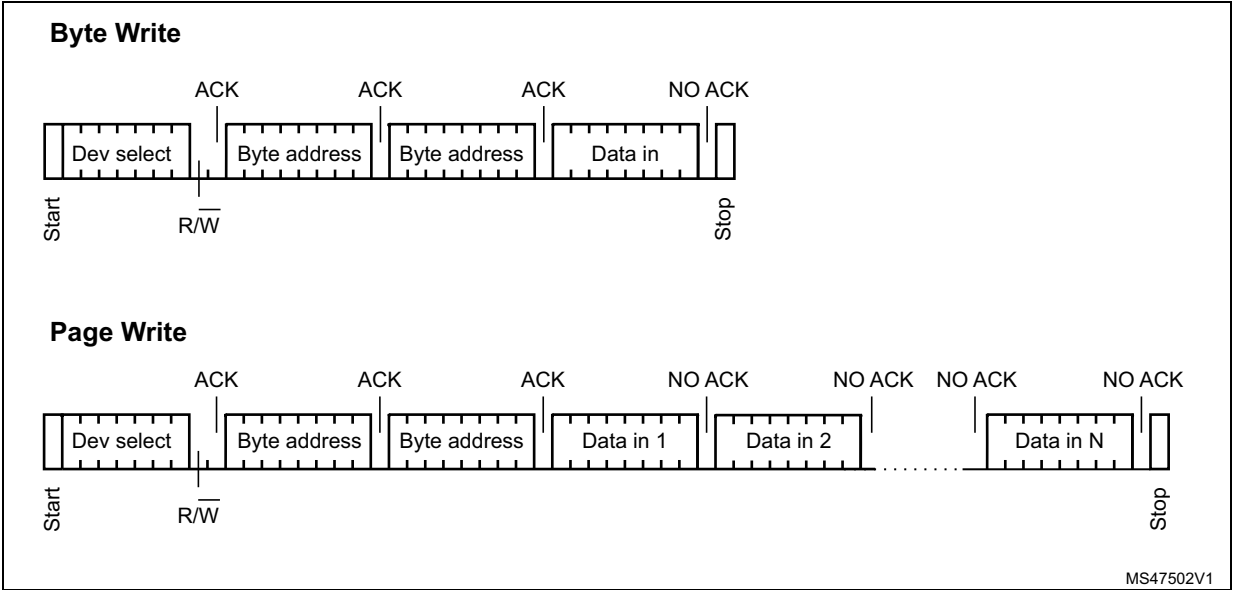 Byte Write
ACK ACK ACK NO ACK
Dev select Byte address Byte address Data in
Start R/W̅ Stop
Page Write
ACK ACK ACK NO ACK NO ACK NO ACK NO ACK
Dev select Byte address Byte address Data in 1 Data in 2 Data in N
Start R/W̅ Stop
MS47502V1